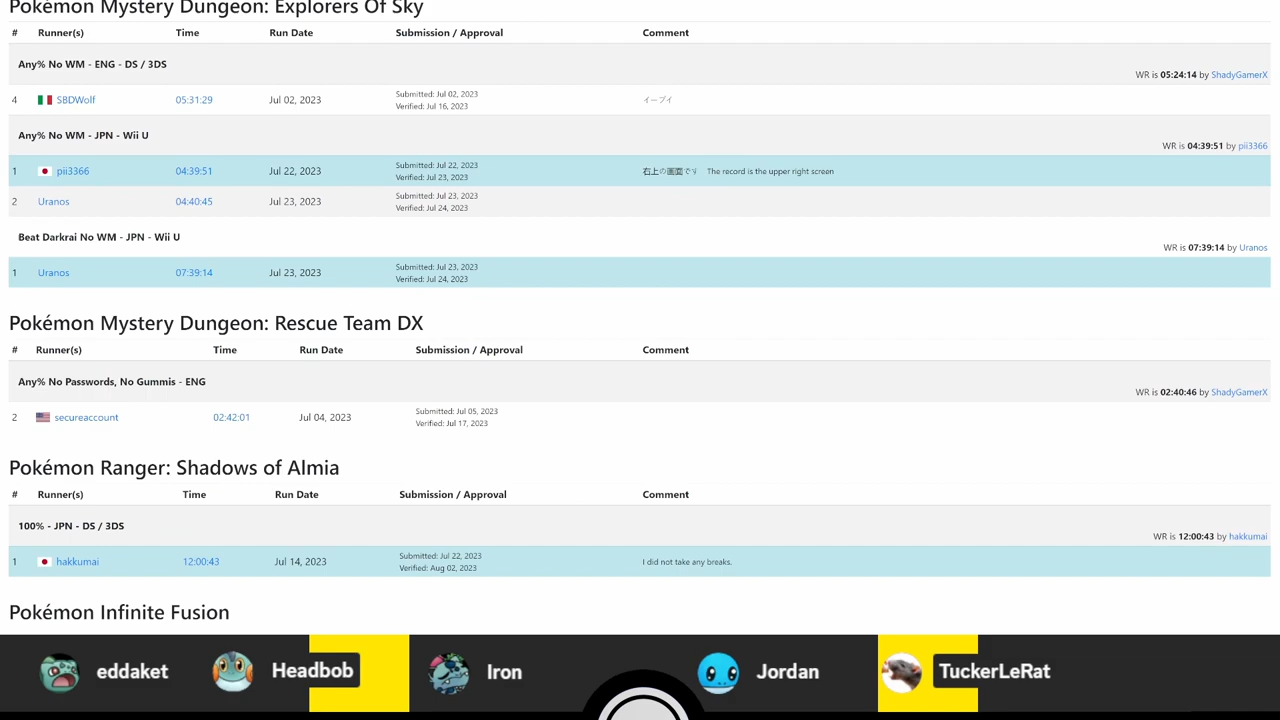 Pokémon Mystery Dungeon: Explorers Of Sky
# Runner(s) Time Run Date Submission / Approval Comment
Any% No WM - ENG - DS / 3DS
WR is 05:24:14 by ShadyGamerX
4 SBDWolf 05:31:29 Jul 02, 2023 Submitted: Jul 02, 2023 イーブイ
Verified: Jul 16, 2023
Any% No WM - JPN - Wii U
WR is 04:39:51 by pii3366
1 pii3366 04:39:51 Jul 22, 2023 Submitted: Jul 22, 2023 右上の画面です The record is the upper right screen
Verified: Jul 23, 2023
2 Uranos 04:40:45 Jul 23, 2023 Submitted: Jul 23, 2023
Verified: Jul 24, 2023
Beat Darkrai No WM - JPN - Wii U
WR is 07:39:14 by Uranos
1 Uranos 07:39:14 Jul 23, 2023 Submitted: Jul 23, 2023
Verified: Jul 24, 2023
Pokémon Mystery Dungeon: Rescue Team DX
# Runner(s) Time Run Date Submission / Approval Comment
Any% No Passwords, No Gummis - ENG
WR is 02:40:46 by ShadyGamerX
2 secureaccount 02:42:01 Jul 04, 2023 Submitted: Jul 05, 2023
Verified: Jul 17, 2023
Pokémon Ranger: Shadows of Almia
# Runner(s) Time Run Date Submission / Approval Comment
100% - JPN - DS / 3DS
WR is 12:00:43 by hakkumai
1 hakkumai 12:00:43 Jul 14, 2023 Submitted: Jul 22, 2023 I did not take any breaks.
Verified: Aug 02, 2023
Pokémon Infinite Fusion
eddaket Headbob Iron Jordan TuckerLeRat